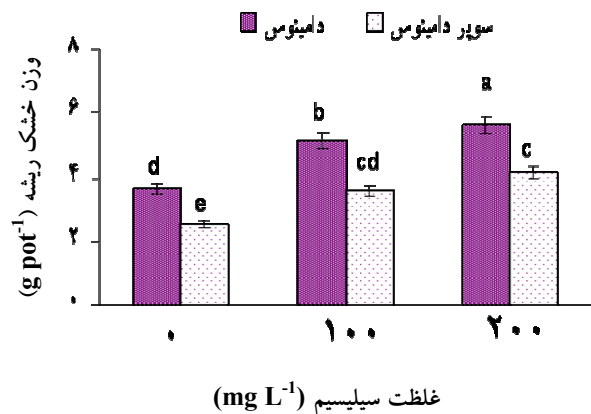 دامینوس سوپر دامینوس
۸
۶
۴
۲
۰
وزن خشک ریشه (g pot⁻¹)
d e
b cd
a c
۰ ۱۰۰ ۲۰۰
غلظت سیلیسیم (mg L⁻¹)